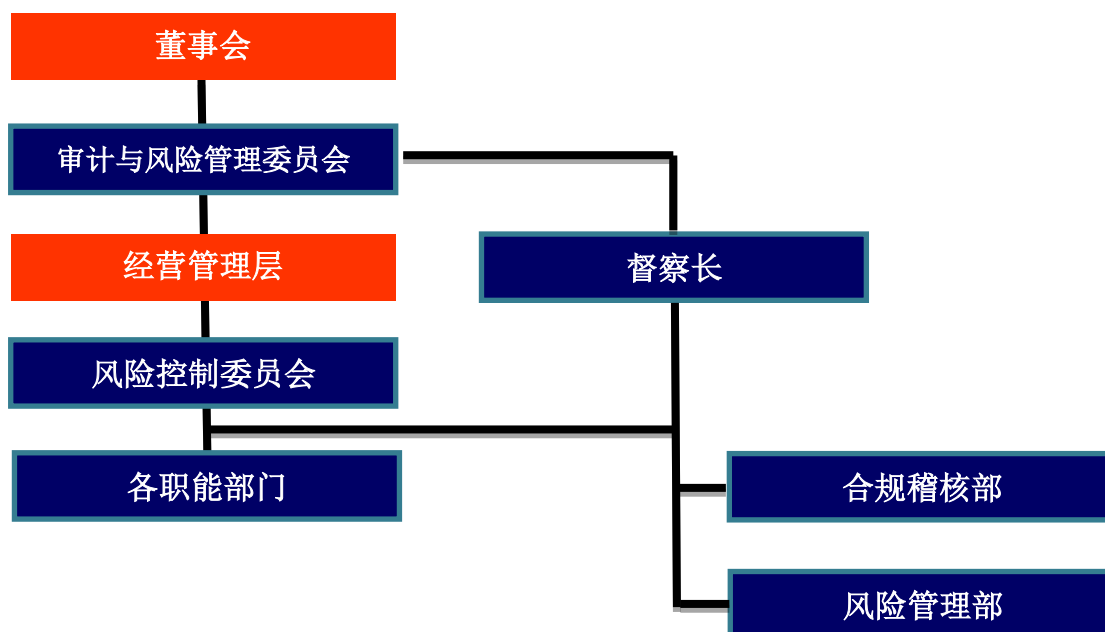 董事会
审计与风险管理委员会
经营管理层
督察长
风险控制委员会
各职能部门
合规稽核部
风险管理部